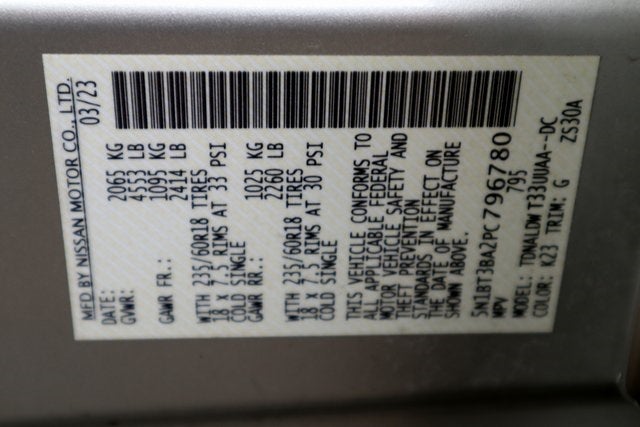 MFD BY NISSAN MOTOR CO., LTD.
DATE: 03/23
GVWR: 2065 KG
4553 LB
GAWR FR.: 1095 KG
2414 LB
WITH 235/60R18 TIRES
18 x 7.5 RIMS AT 33 PSI
COLD SINGLE
GAWR RR.: 1025 KG
2260 LB
WITH 235/60R18 TIRES
18 x 7.5 RIMS AT 30 PSI
COLD SINGLE
THIS VEHICLE CONFORMS TO
ALL APPLICABLE FEDERAL
MOTOR VEHICLE SAFETY AND
THEFT PREVENTION
STANDARDS IN EFFECT ON
THE DATE OF MANUFACTURE
SHOWN ABOVE.
5N1BT3BA2PC796780
MPV 795
MODEL: TDNALDW T33UUAA--DC
COLOR: K23 TRIM: G ZS30A